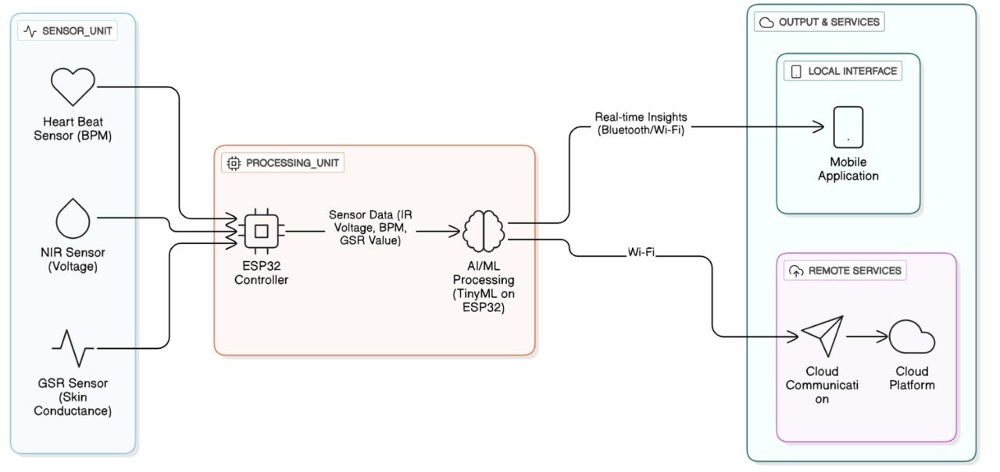 SENSOR_UNIT
Heart Beat
Sensor (BPM)
NIR Sensor
(Voltage)
GSR Sensor
(Skin
Conductance)
PROCESSING_UNIT
ESP32
Controller
Sensor Data (IR
Voltage, BPM,
GSR Value)
AI/ML
Processing
(TinyML on
ESP32)
Real-time Insights
(Bluetooth/Wi-Fi)
Wi-Fi
OUTPUT & SERVICES
LOCAL INTERFACE
Mobile
Application
REMOTE SERVICES
Cloud
Communicati
on
Cloud
Platform